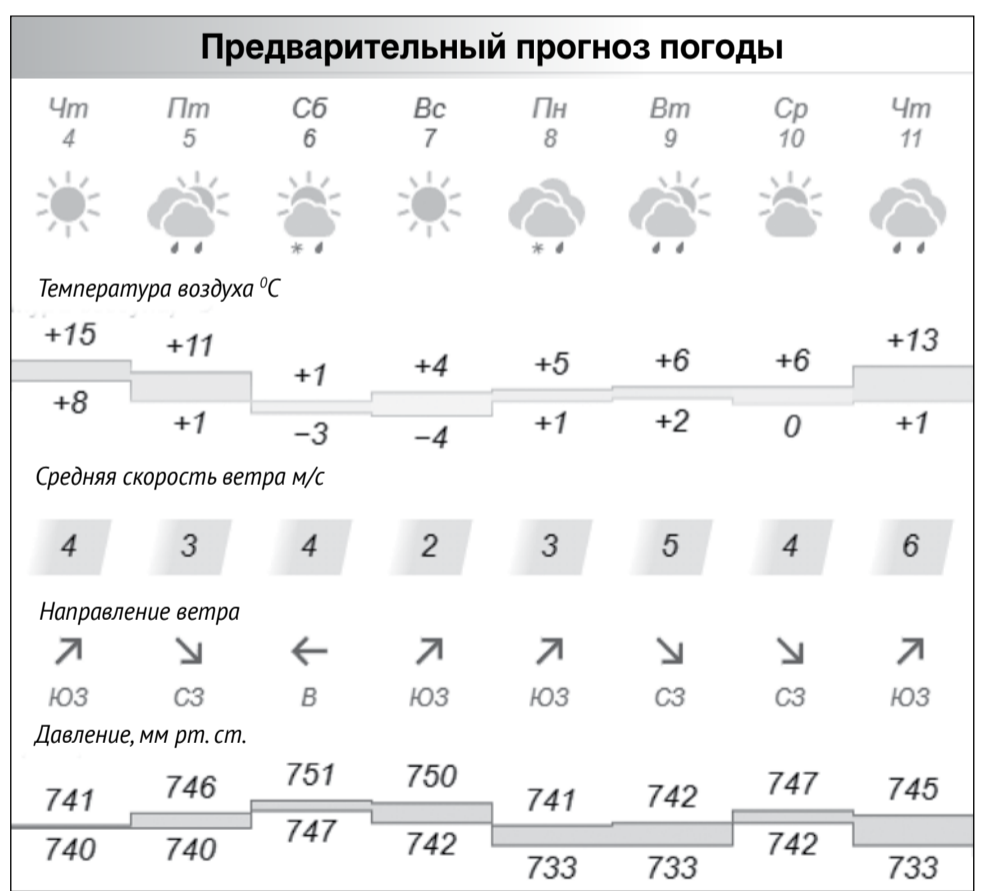 Предварительный прогноз погоды
Чт Пт Сб Вс Пн Вт Ср Чт
4 5 6 7 8 9 10 11
Температура воздуха ⁰С
+15 +11 +1 +4 +5 +6 +6 +13
+8 +1 −3 −4 +1 +2 0 +1
Средняя скорость ветра м/с
4 3 4 2 3 5 4 6
Направление ветра
ЮЗ СЗ В ЮЗ ЮЗ СЗ СЗ ЮЗ
Давление, мм рт. ст.
741 746 751 750 741 742 747 745
740 740 747 742 733 733 742 733